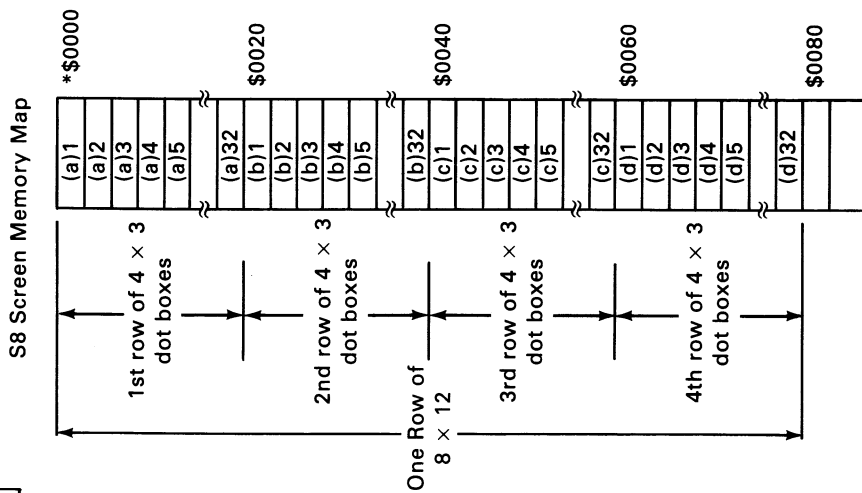 S8 Screen Memory Map
*$0000
(a)1
(a)2
(a)3
(a)4
(a)5
(a)32
1st row of 4 × 3
dot boxes
$0020
(b)1
(b)2
(b)3
(b)4
(b)5
(b)32
2nd row of 4 × 3
dot boxes
$0040
(c)1
(c)2
(c)3
(c)4
(c)5
(c)32
3rd row of 4 × 3
dot boxes
$0060
(d)1
(d)2
(d)3
(d)4
(d)5
(d)32
4th row of 4 × 3
dot boxes
$0080
One Row of
8 × 12